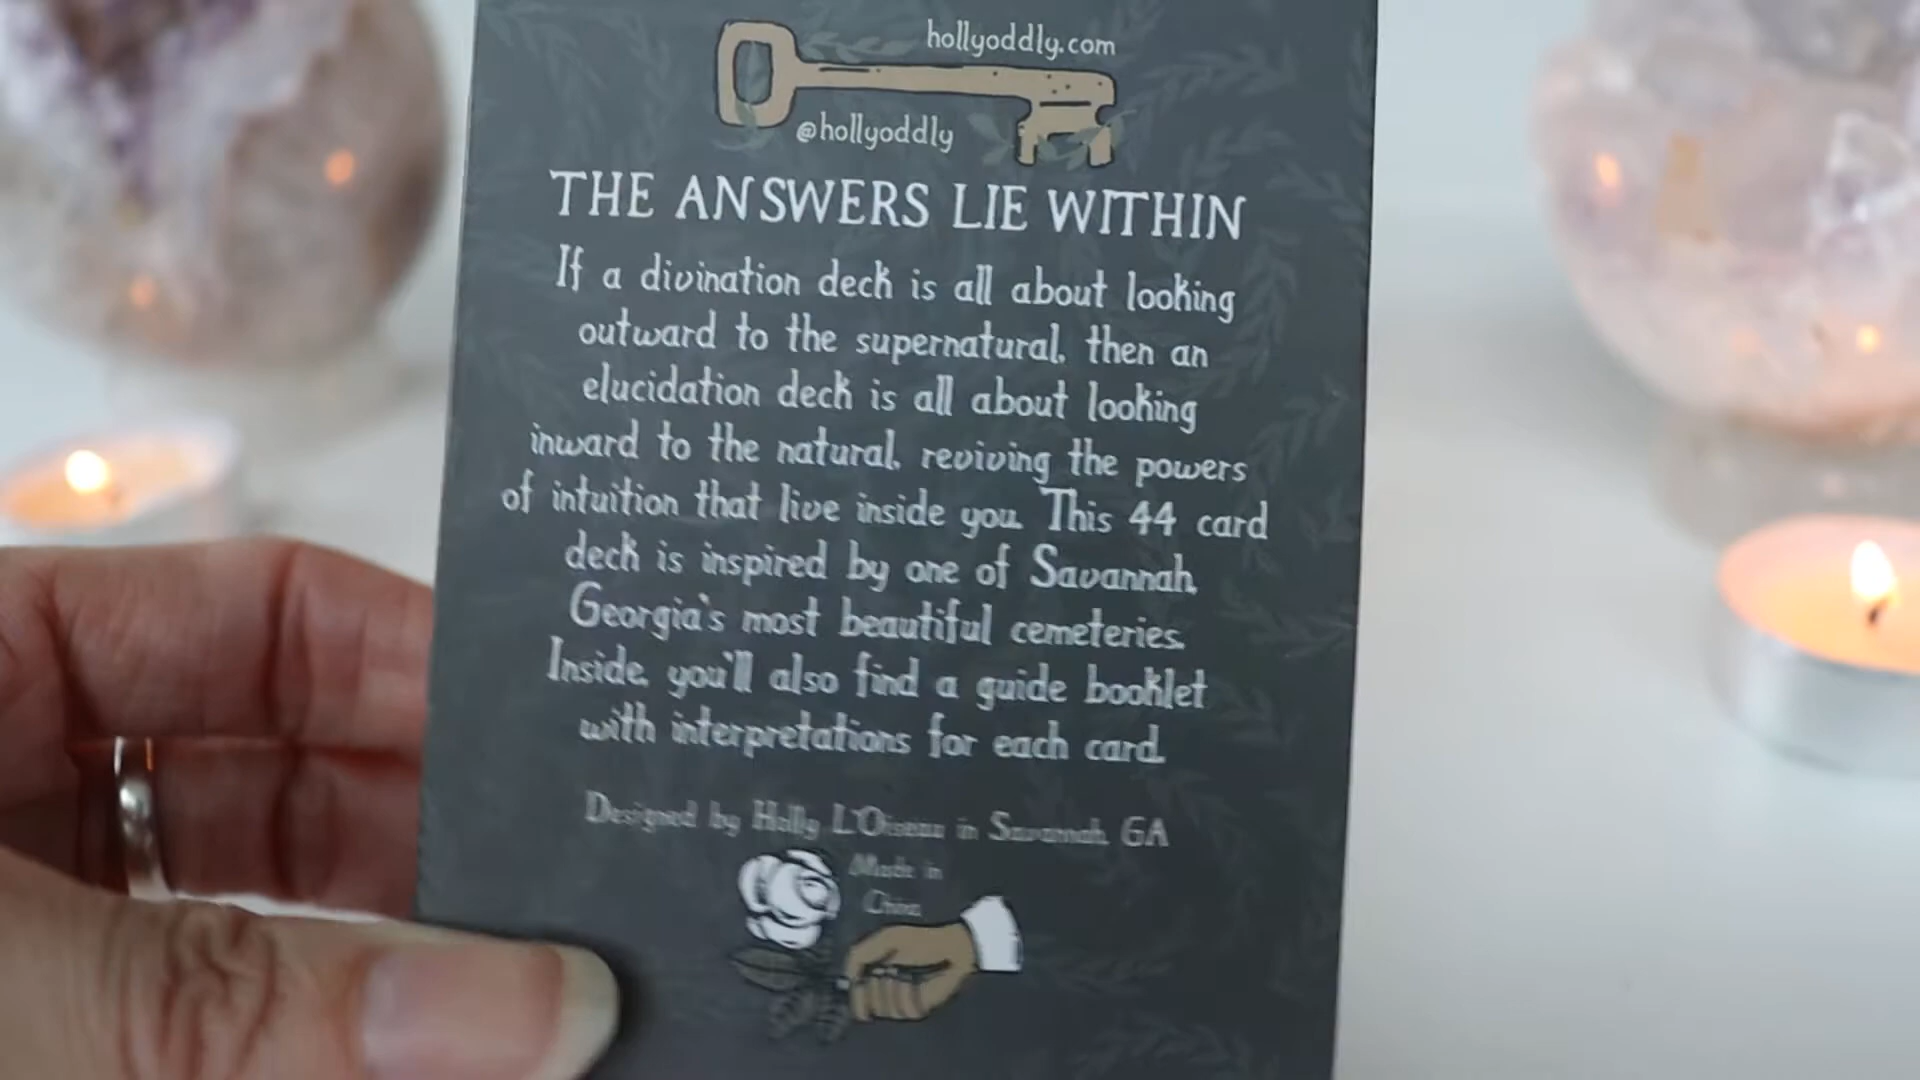 hollyoddly.com
@hollyoddly
THE ANSWERS LIE WITHIN
If a divination deck is all about looking
outward to the supernatural, then an
elucidation deck is all about looking
inward to the natural, reviving the powers
of intuition that live inside you. This 44 card
deck is inspired by one of Savannah,
Georgia's most beautiful cemeteries.
Inside, you'll also find a guide booklet
with interpretations for each card.
Designed by Holly L'Oiseau in Savannah, GA
Made in
China